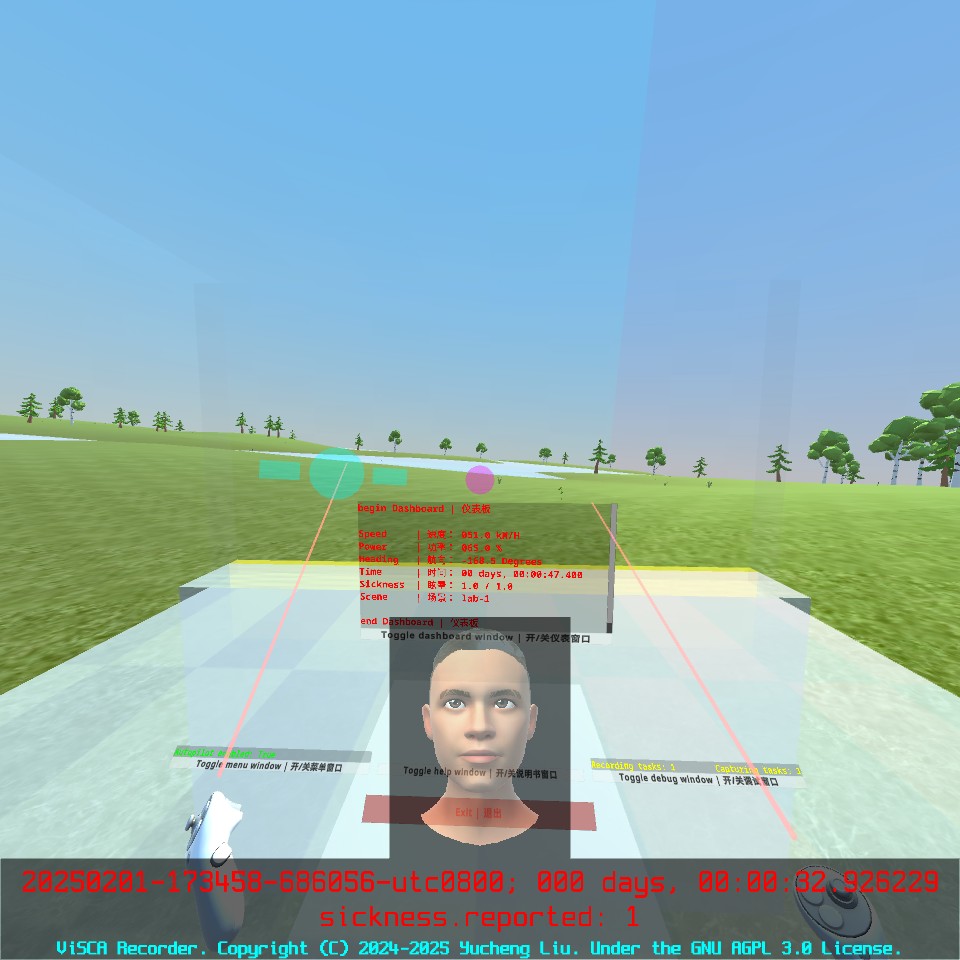 begin Dashboard | 仪表板
Speed | 速度: 051.0 kM/H
Power | 功率: 065.0 %
Heading | 航向: -160.5 Degrees
Time | 时间: 00 days, 00:00:47.400
Sickness | 眩晕: 1.0 / 1.0
Scene | 场景: lab-1
end Dashboard | 仪表板
Toggle dashboard window | 开/关仪表窗口
Autopilot enabled: True
Toggle menu window | 开/关菜单窗口
Toggle help window | 开/关说明书窗口
Recording tasks: 1 Capturing tasks: 1
Toggle debug window | 开/关调试窗口
Exit | 退出
20250201-173458-686056-utc0800; 000 days, 00:00:32.926229
sickness.reported: 1
ViSCA Recorder. Copyright (C) 2024-2025 Yucheng Liu. Under the GNU AGPL 3.0 License.